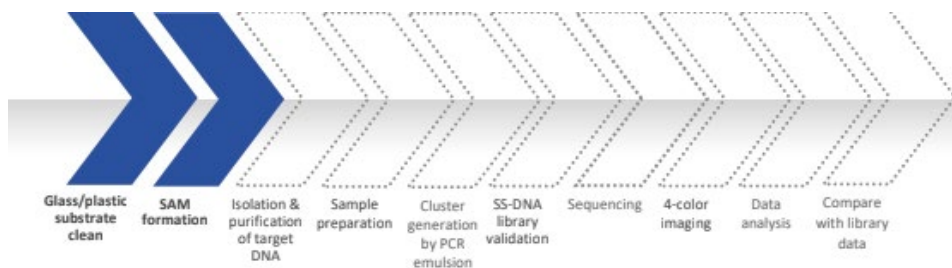 Glass/plastic
substrate
clean
SAM
formation
Isolation &
purification
of target
DNA
Sample
preparation
Cluster
generation
by PCR
emulsion
SS-DNA
library
validation
Sequencing
4-color
imaging
Data
analysis
Compare
with library
data